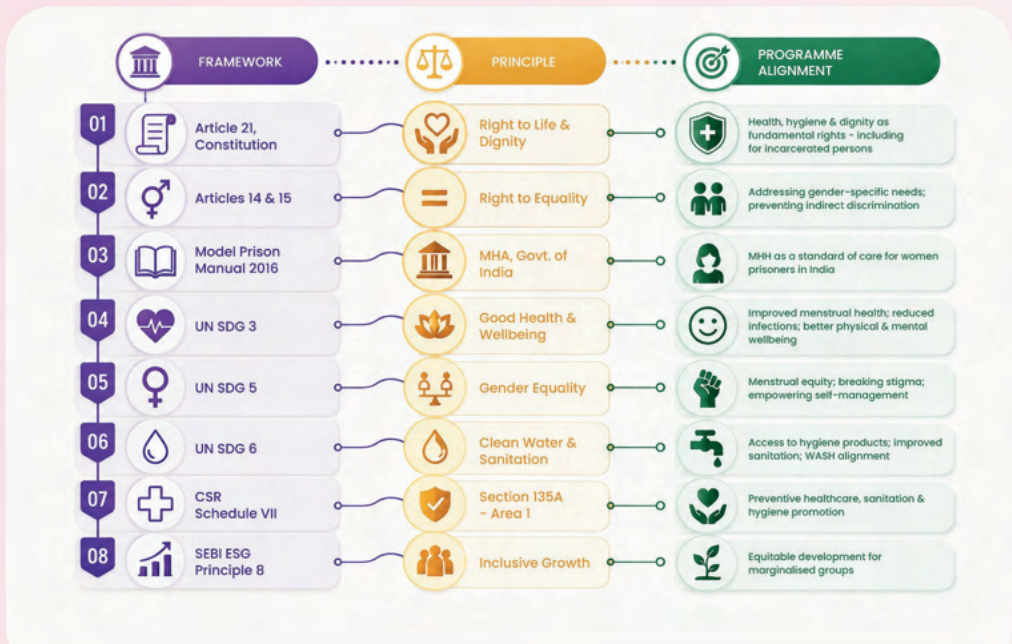 FRAMEWORK
PRINCIPLE
PROGRAMME
ALIGNMENT
01
Article 21,
Constitution
Right to Life &
Dignity
Health, hygiene & dignity as
fundamental rights - including
for incarcerated persons
02
Articles 14 & 15
Right to Equality
Addressing gender-specific needs;
preventing indirect discrimination
03
Model Prison
Manual 2016
MHA, Govt. of
India
MHH as a standard of care for women
prisoners in India
04
UN SDG 3
Good Health &
Wellbeing
Improved menstrual health; reduced
infections; better physical & mental
wellbeing
05
UN SDG 5
Gender Equality
Menstrual equity; breaking stigma;
empowering self-management
06
UN SDG 6
Clean Water &
Sanitation
Access to hygiene products; improved
sanitation; WASH alignment
07
CSR
Schedule VII
Section 135A
- Area 1
Preventive healthcare, sanitation &
hygiene promotion
08
SEBI ESG
Principle 8
Inclusive Growth
Equitable development for
marginalised groups